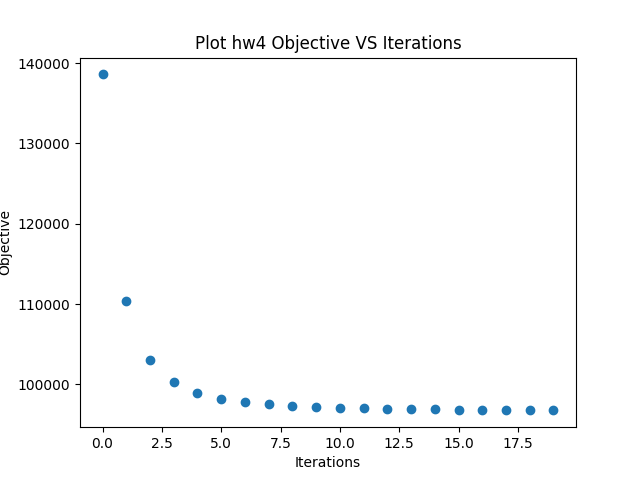 Plot hw4 Objective VS Iterations
140000
130000
120000
110000
100000
Objective
0.0 2.5 5.0 7.5 10.0 12.5 15.0 17.5
Iterations